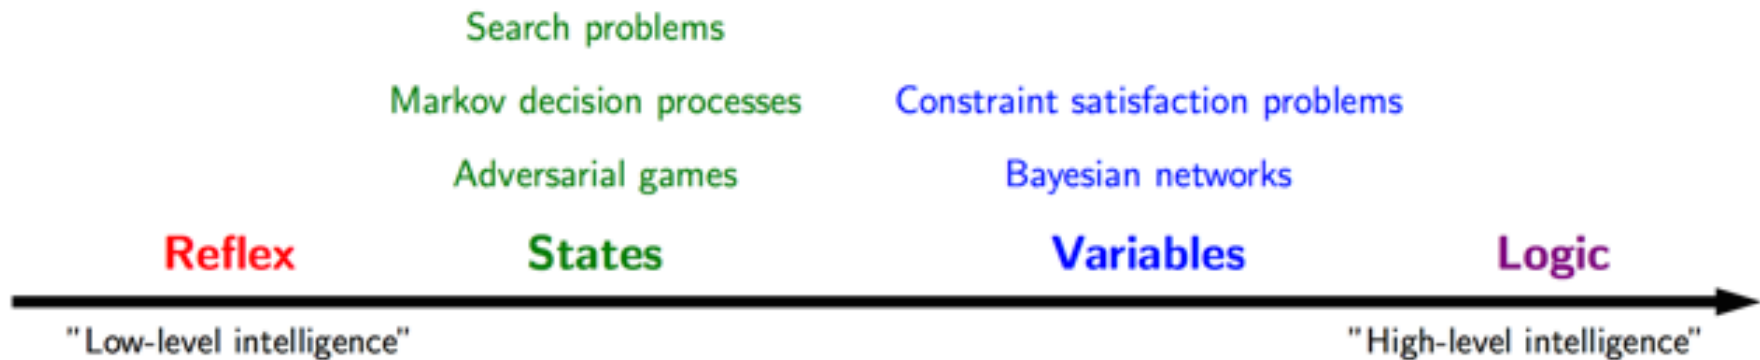 Search problems
Markov decision processes Constraint satisfaction problems
Adversarial games Bayesian networks
Reflex States Variables Logic
"Low-level intelligence" "High-level intelligence"